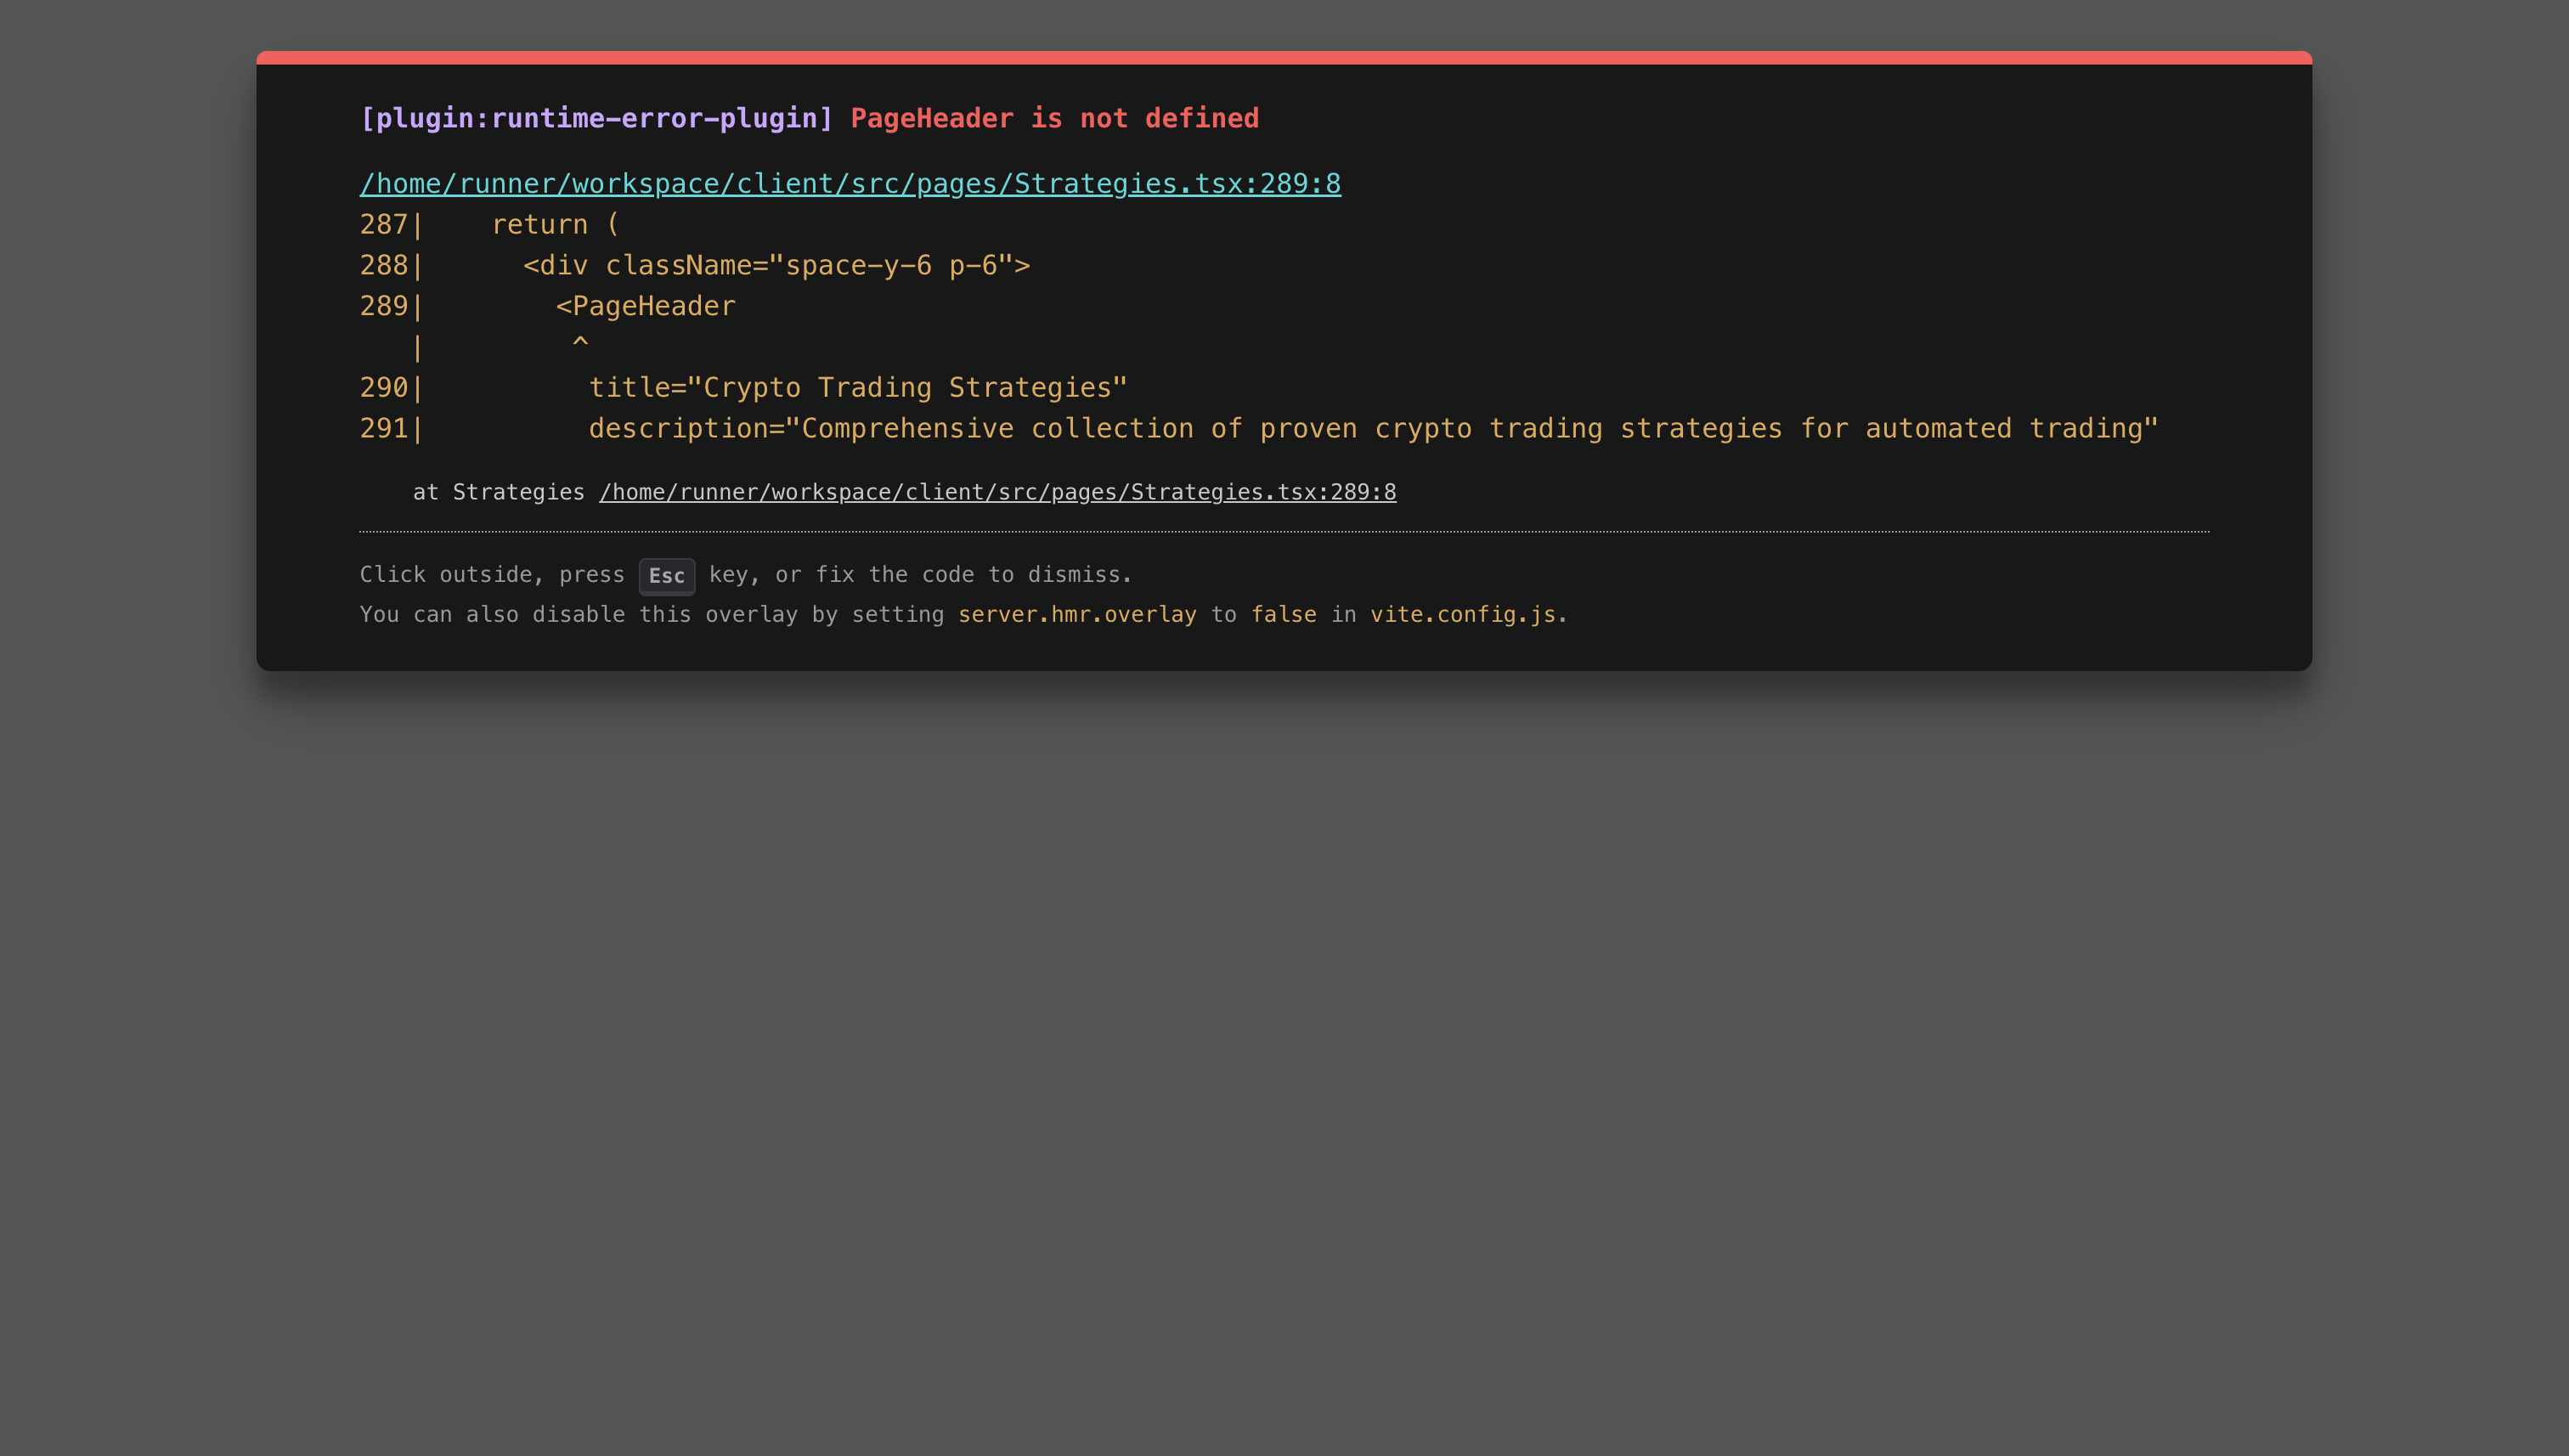 [plugin:runtime-error-plugin] PageHeader is not defined
/home/runner/workspace/client/src/pages/Strategies.tsx:289:8
287|    return (
288|      <div className="space-y-6 p-6">
289|        <PageHeader
   |         ^
290|          title="Crypto Trading Strategies"
291|          description="Comprehensive collection of proven crypto trading strategies for automated trading"
    at Strategies /home/runner/workspace/client/src/pages/Strategies.tsx:289:8
Click outside, press Esc key, or fix the code to dismiss.
You can also disable this overlay by setting server.hmr.overlay to false in vite.config.js.